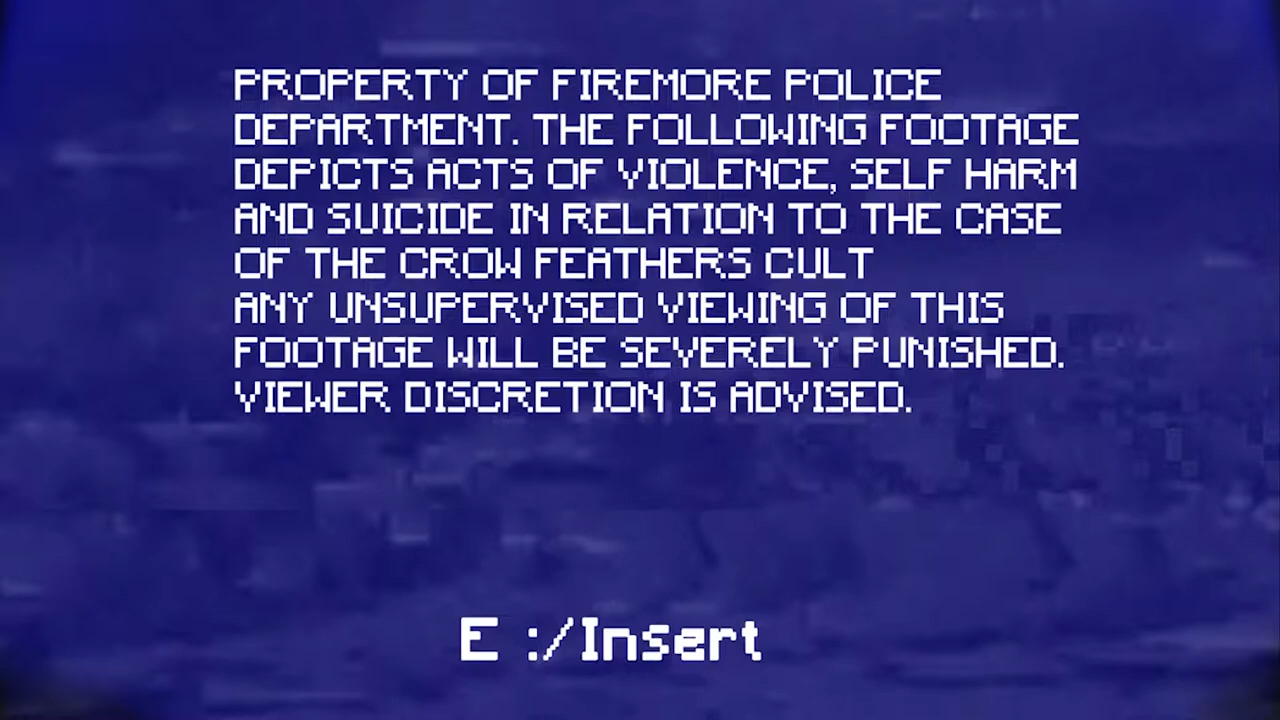 PROPERTY OF FIREMORE POLICE
DEPARTMENT. THE FOLLOWING FOOTAGE
DEPICTS ACTS OF VIOLENCE, SELF HARM
AND SUICIDE IN RELATION TO THE CASE
OF THE CROW FEATHERS CULT
ANY UNSUPERVISED VIEWING OF THIS
FOOTAGE WILL BE SEVERELY PUNISHED.
VIEWER DISCRETION IS ADVISED.
E :/Insert